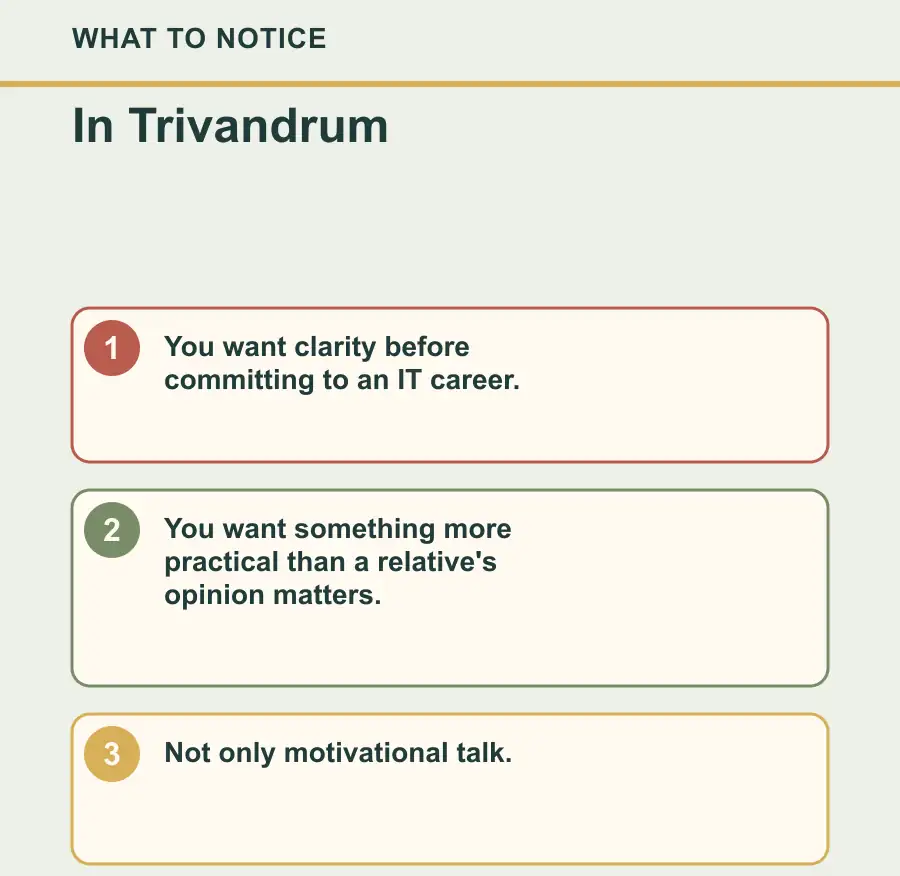 WHAT TO NOTICE
In Trivandrum
1
You want clarity before
committing to an IT career.
2
You want something more
practical than a relative's
opinion matters.
3
Not only motivational talk.